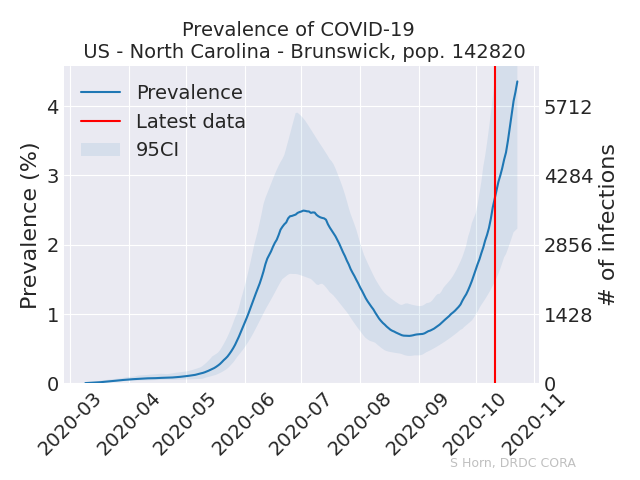 Prevalence of COVID-19
US - North Carolina - Brunswick, pop. 142820
Prevalence
Latest data
95CI
Prevalence (%)
4
3
2
1
0
5712
4284
2856
1428
0
# of infections
2020-03
2020-04
2020-05
2020-06
2020-07
2020-08
2020-09
2020-10
2020-11
S Horn, DRDC CORA